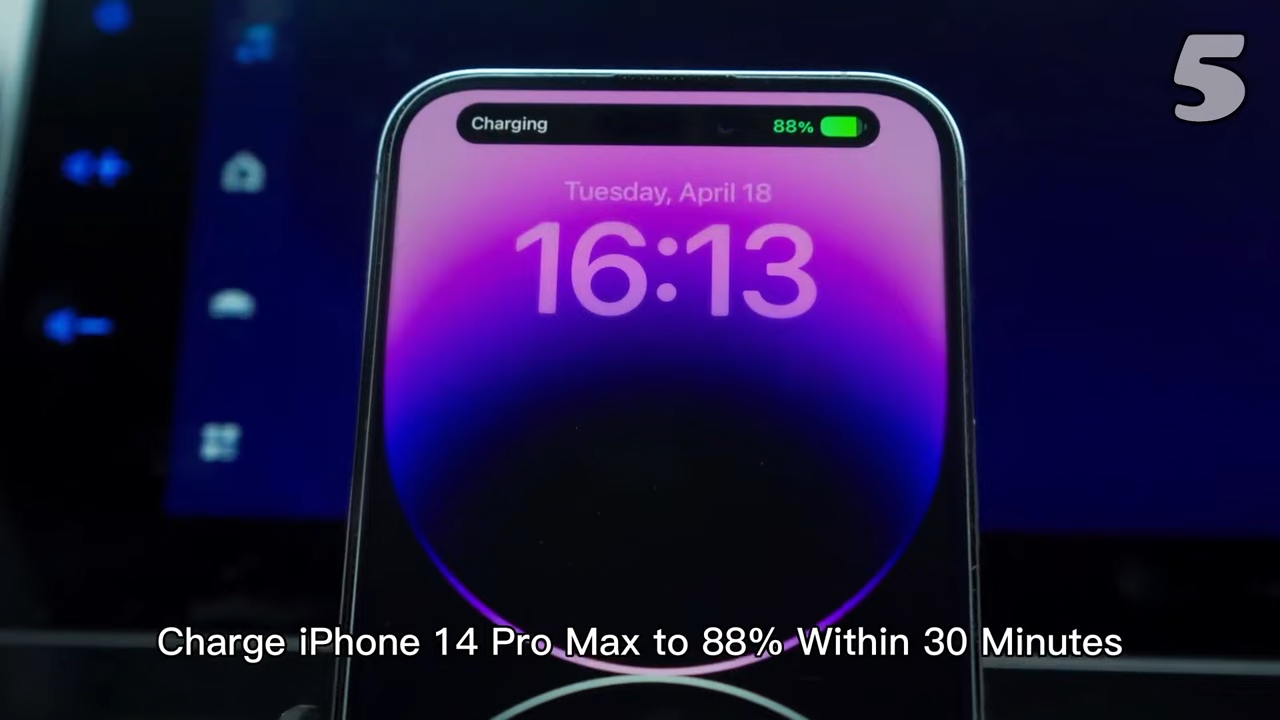 5
Charging 88%
Tuesday, April 18
16:13
Charge iPhone 14 Pro Max to 88% Within 30 Minutes